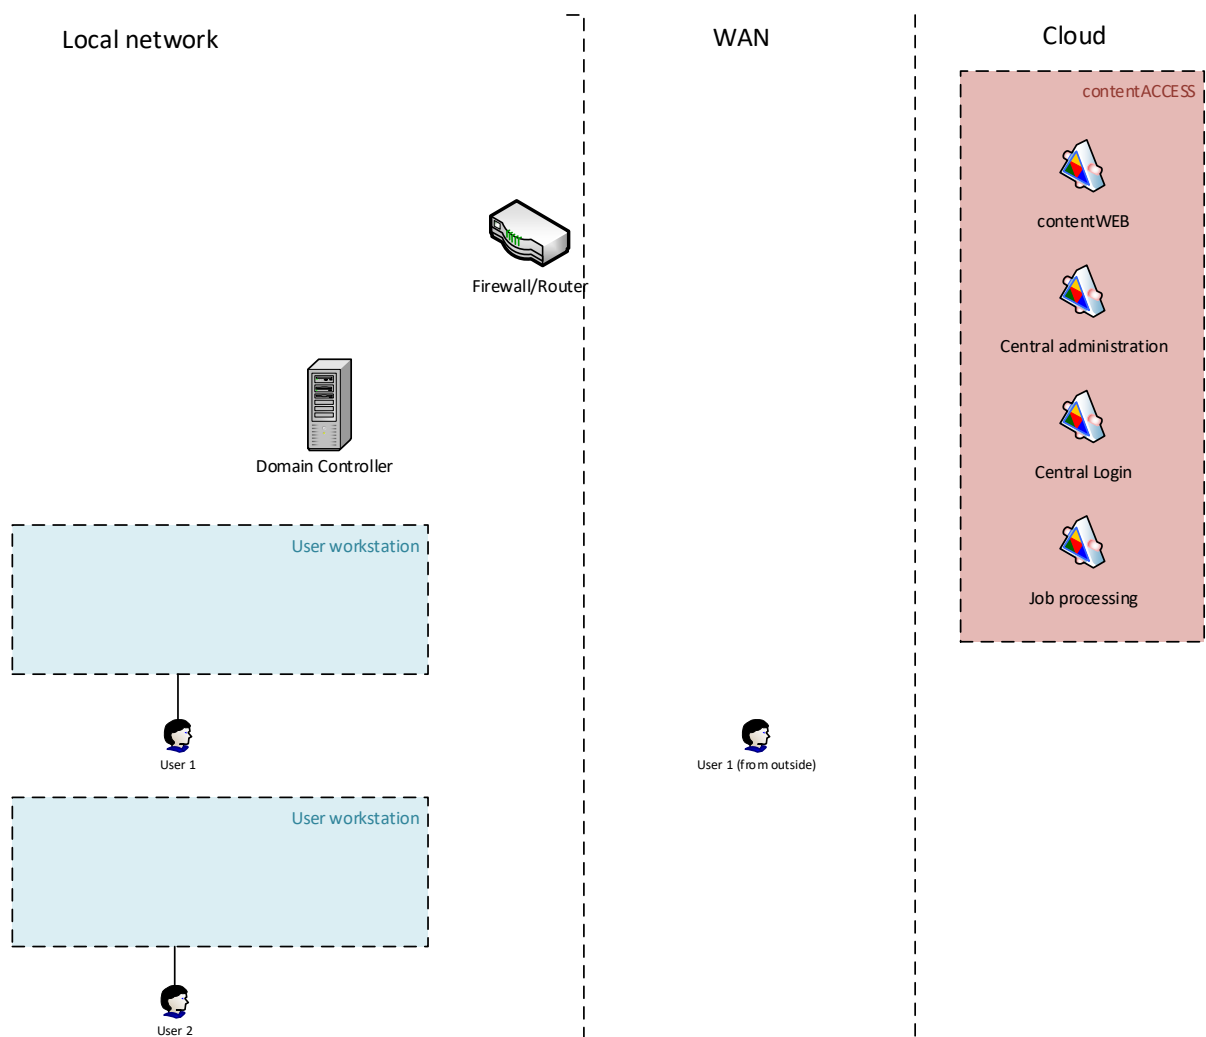 Local network
WAN
Cloud
contentACCESS
contentWEB
Firewall/Router
Central administration
Domain Controller
Central Login
User workstation
Job processing
User 1
User 1 (from outside)
User workstation
User 2